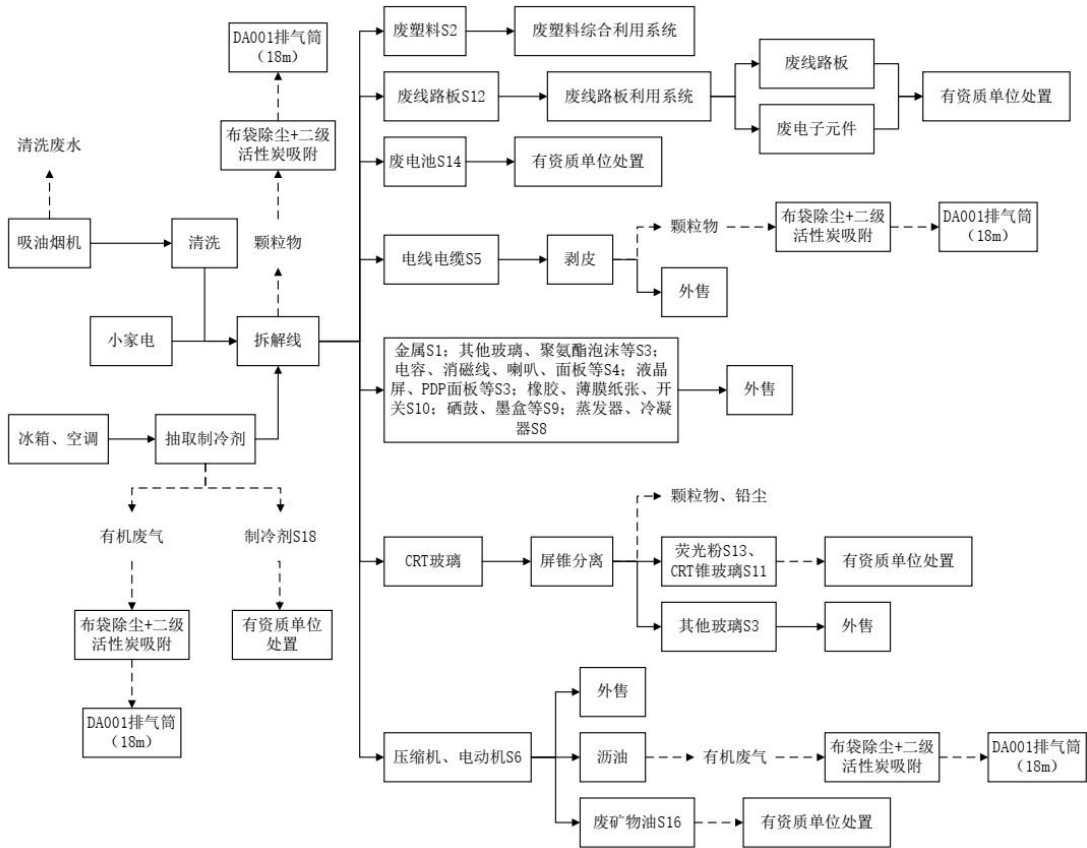 DA001排气筒
（18m）
布袋除尘+二级
活性炭吸附
清洗废水
吸油烟机
清洗
颗粒物
小家电
拆解线
冰箱、空调
抽取制冷剂
有机废气
制冷剂S18
布袋除尘+二级
活性炭吸附
有资质单位
处置
DA001排气筒
（18m）
废塑料S2
废塑料综合利用系统
废线路板S12
废线路板利用系统
废线路板
废电子元件
有资质单位处置
废电池S14
有资质单位处置
电线电缆S5
剥皮
颗粒物
布袋除尘+二级
活性炭吸附
DA001排气筒
（18m）
外售
金属S1；其他玻璃、聚氨酯泡沫等S3；
电容、消磁线、喇叭、面板等S4；液晶
屏、PDP面板等S3；橡胶、薄膜纸张、开
关S10；硒鼓、墨盒等S9；蒸发器、冷凝
器S8
外售
CRT玻璃
屏锥分离
颗粒物、铅尘
荧光粉S13、
CRT锥玻璃S11
有资质单位处置
其他玻璃S3
外售
压缩机、电动机S6
外售
沥油
有机废气
布袋除尘+二级
活性炭吸附
DA001排气筒
（18m）
废矿物油S16
有资质单位处置